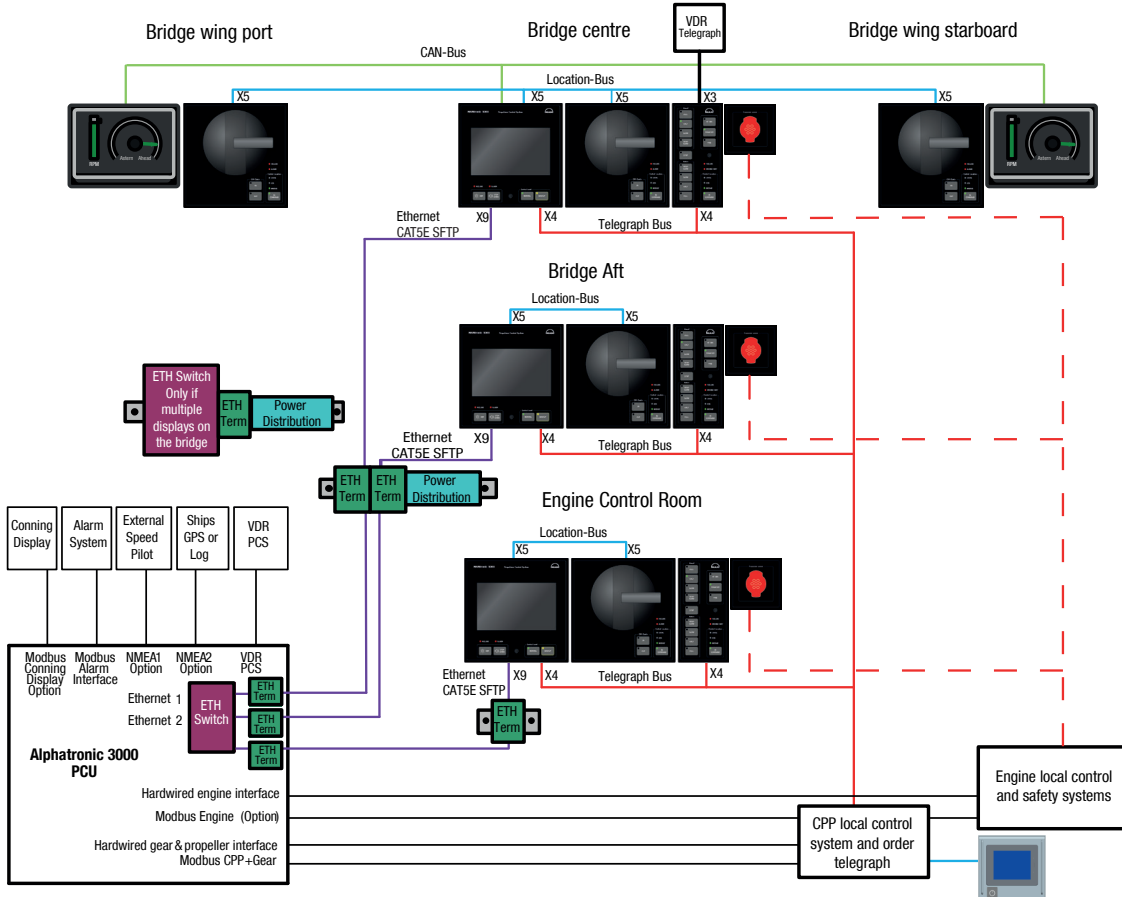 Bridge wing port
Bridge centre
VDR
Telegraph
Bridge wing starboard
CAN-Bus
Location-Bus
X5
X5
X5
X3
X5
RPM
Astern
Ahead
RPM
Astern
Ahead
Ethernet
CAT5E SFTP
X9
X4
Telegraph Bus
X4
Bridge Aft
Location-Bus
X5
X5
ETH Switch
Only if
multiple
displays on
the bridge
ETH
Term
Power
Distribution
Ethernet
CAT5E SFTP
X9
X4
Telegraph Bus
X4
ETH
Term
ETH
Term
Power
Distribution
Engine Control Room
Location-Bus
X5
X5
Conning
Display
Alarm
System
External
Speed
Pilot
Ships
GPS or
Log
VDR
PCS
Modbus
Conning
Display
Option
Modbus
Alarm
Interface
NMEA1
Option
NMEA2
Option
VDR
PCS
Ethernet
CAT5E SFTP
X9
X4
Telegraph Bus
X4
Ethernet 1
Ethernet 2
ETH
Switch
ETH
Term
ETH
Term
ETH
Term
ETH
Term
Alphatronic 3000
PCU
Hardwired engine interface
Modbus Engine (Option)
Hardwired gear & propeller interface
Modbus CPP+Gear
CPP local control
system and order
telegraph
Engine local control
and safety systems